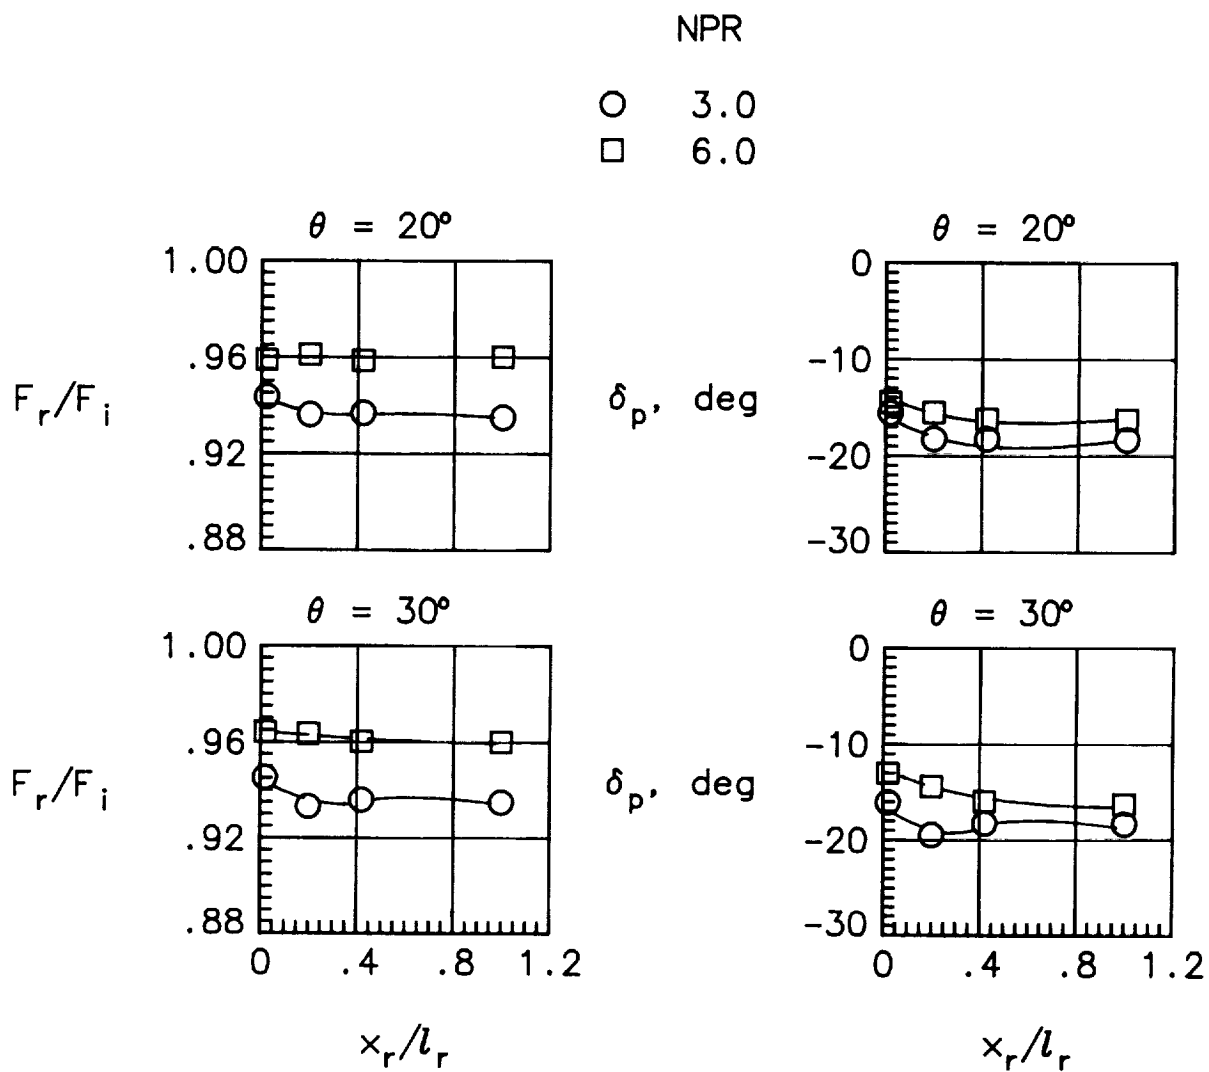 NPR
○ 3.0
□ 6.0
θ = 20°
1.00
.96
.92
.88
F_r/F_i
θ = 20°
0
-10
-20
-30
δ_p, deg
θ = 30°
1.00
.96
.92
.88
F_r/F_i
0 .4 .8 1.2
x_r/l_r
θ = 30°
0
-10
-20
-30
δ_p, deg
0 .4 .8 1.2
x_r/l_r